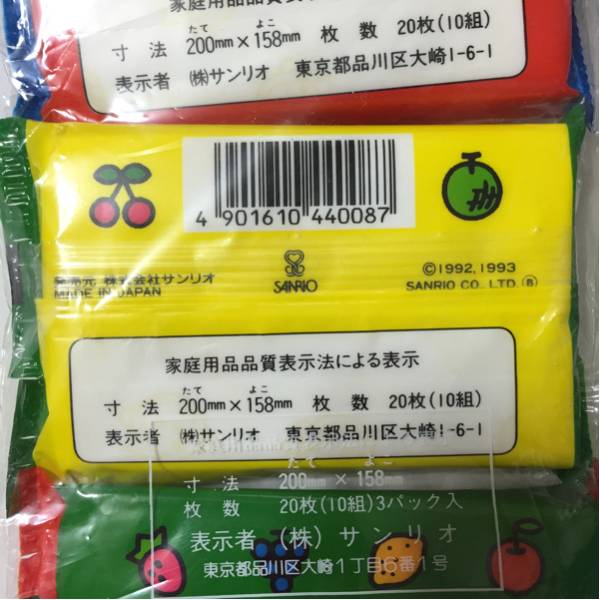 家庭用品品質表示
たて よこ
寸 法 200mm×158mm 枚 数 20枚(10組)
表示者 ㈱サンリオ 東京都品川区大崎1-6-1
4 901610 440087
発売元 株式会社サンリオ
MADE IN JAPAN
SANRIO
©1992,1993
SANRIO CO., LTD. Ⓑ
家庭用品品質表示法による表示
たて よこ
寸 法 200mm×158mm 枚 数 20枚(10組)
表示者 ㈱サンリオ 東京都品川区大崎1-6-1
たて よこ
寸 法 200mm×158mm
枚 数 20枚(10組)3パック入
表示者 (株)サンリオ
東京都品川区大崎1丁目6番1号